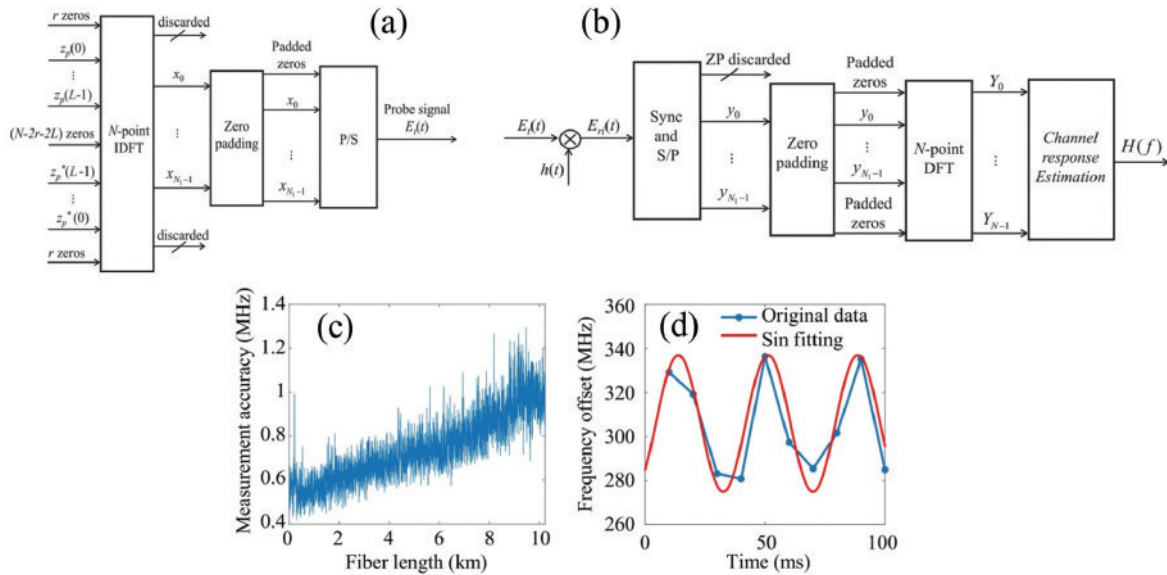 (a)
r zeros
z_p(0)
⋮
z_p(L-1)
(N-2r-2L) zeros
z_p*(L-1)
⋮
z_p*(0)
r zeros
N-point
IDFT
discarded
x_0
⋮
x_{N_1-1}
discarded
Zero
padding
Padded
zeros
x_0
⋮
x_{N_1-1}
P/S
Probe signal
E_i(t)
(b)
E_t(t)
h(t)
E_rt(t)
Sync
and
S/P
ZP discarded
y_0
⋮
y_{N_1-1}
Zero
padding
Padded
zeros
y_0
⋮
y_{N_1-1}
Padded
zeros
N-point
DFT
Y_0
⋮
Y_{N-1}
Channel
response
Estimation
H(f)
(c)
Measurement accuracy (MHz)
1.4
1.2
1
0.8
0.6
0.4
0 2 4 6 8 10
Fiber length (km)
(d)
Original data
Sin fitting
Frequency offset (MHz)
360
340
320
300
280
260
0 50 100
Time (ms)